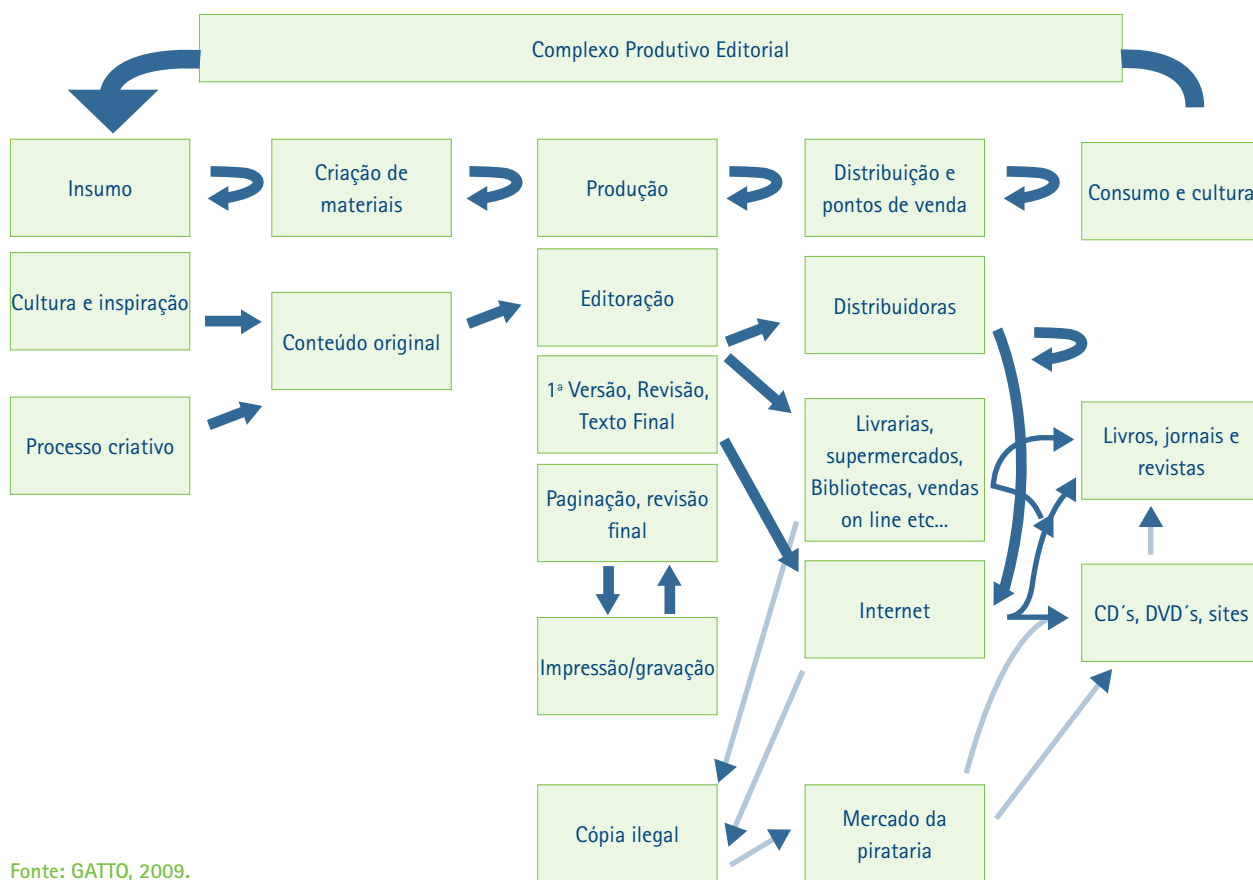 Complexo Produtivo Editorial
Insumo
Criação de
materiais
Produção
Distribuição e
pontos de venda
Consumo e cultura
Cultura e inspiração
Processo criativo
Conteúdo original
Editoração
1ª Versão, Revisão,
Texto Final
Paginação, revisão
final
Impressão/gravação
Cópia ilegal
Distribuidoras
Livrarias,
supermercados,
Bibliotecas, vendas
on line etc...
Internet
Mercado da
pirataria
Livros, jornais e
revistas
CD´s, DVD´s, sites
Fonte: GATTO, 2009.